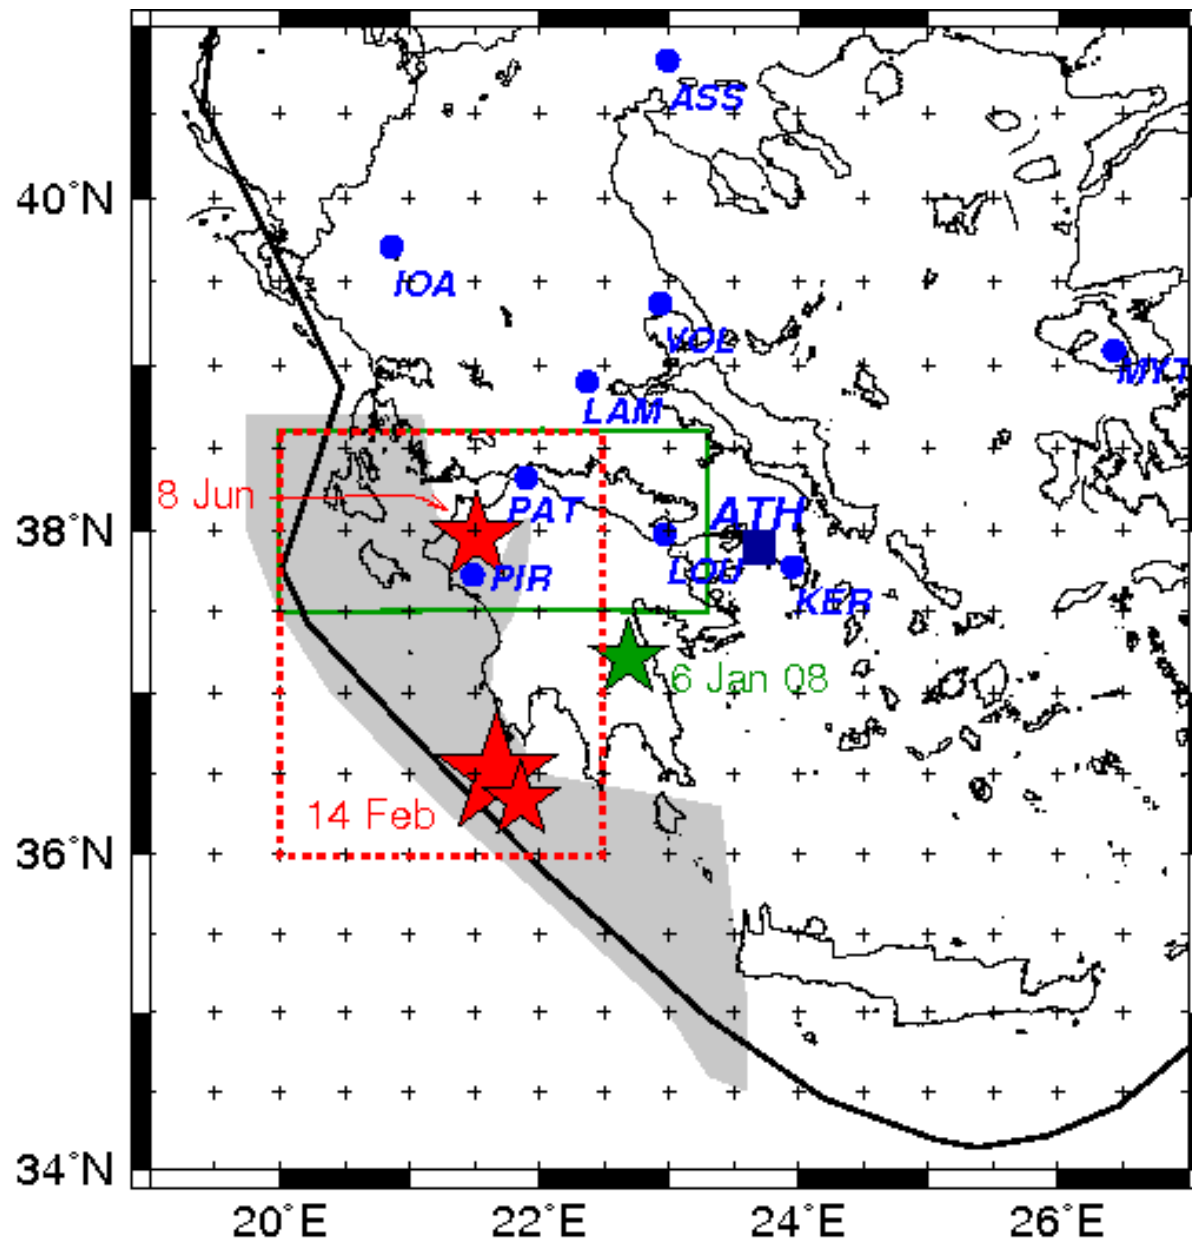 ASS
40°N
IOA
VOL
MYT
LAM
8 Jun
PAT
ATH
38°N
PIR
LOU
KER
6 Jan 08
14 Feb
36°N
34°N
20°E
22°E
24°E
26°E